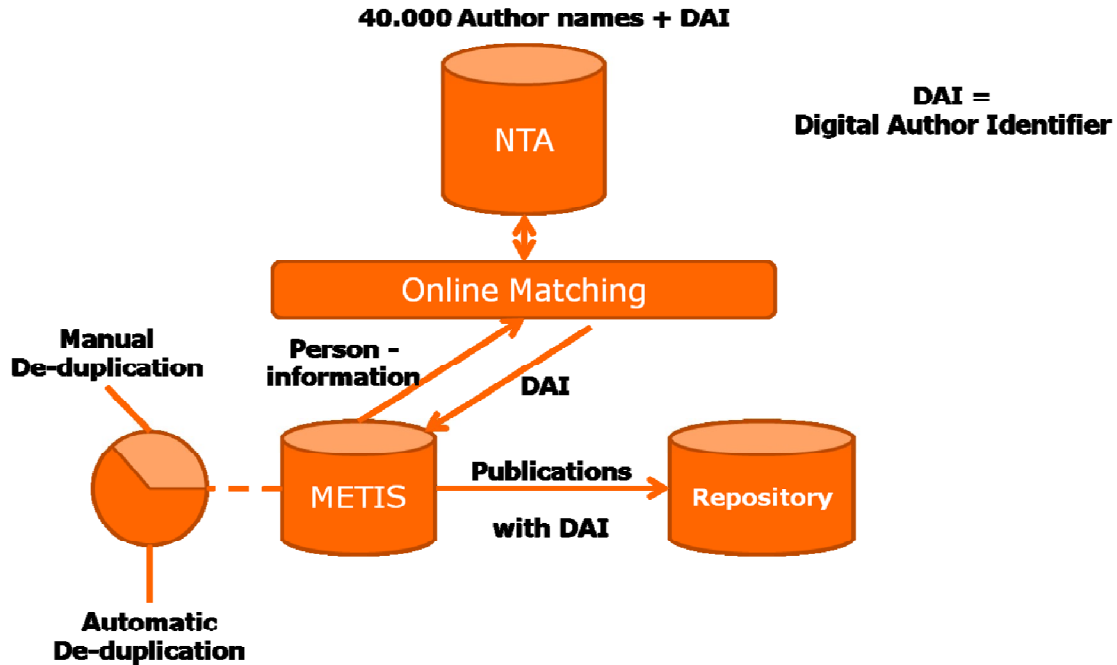 40.000 Author names + DAI
NTA
DAI =
Digital Author Identifier
Online Matching
Manual
De-duplication
Person -
information
DAI
METIS
Publications
with DAI
Repository
Automatic
De-duplication